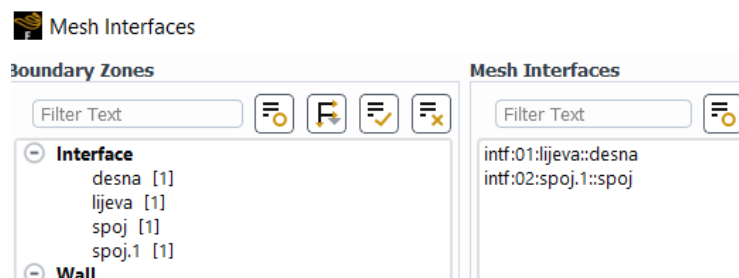 F Mesh Interfaces
Boundary Zones
Filter Text
Interface
desna [1]
lijeva [1]
spoj [1]
spoj.1 [1]
Wall
Mesh Interfaces
Filter Text
intf:01:lijeva::desna
intf:02:spoj.1::spoj